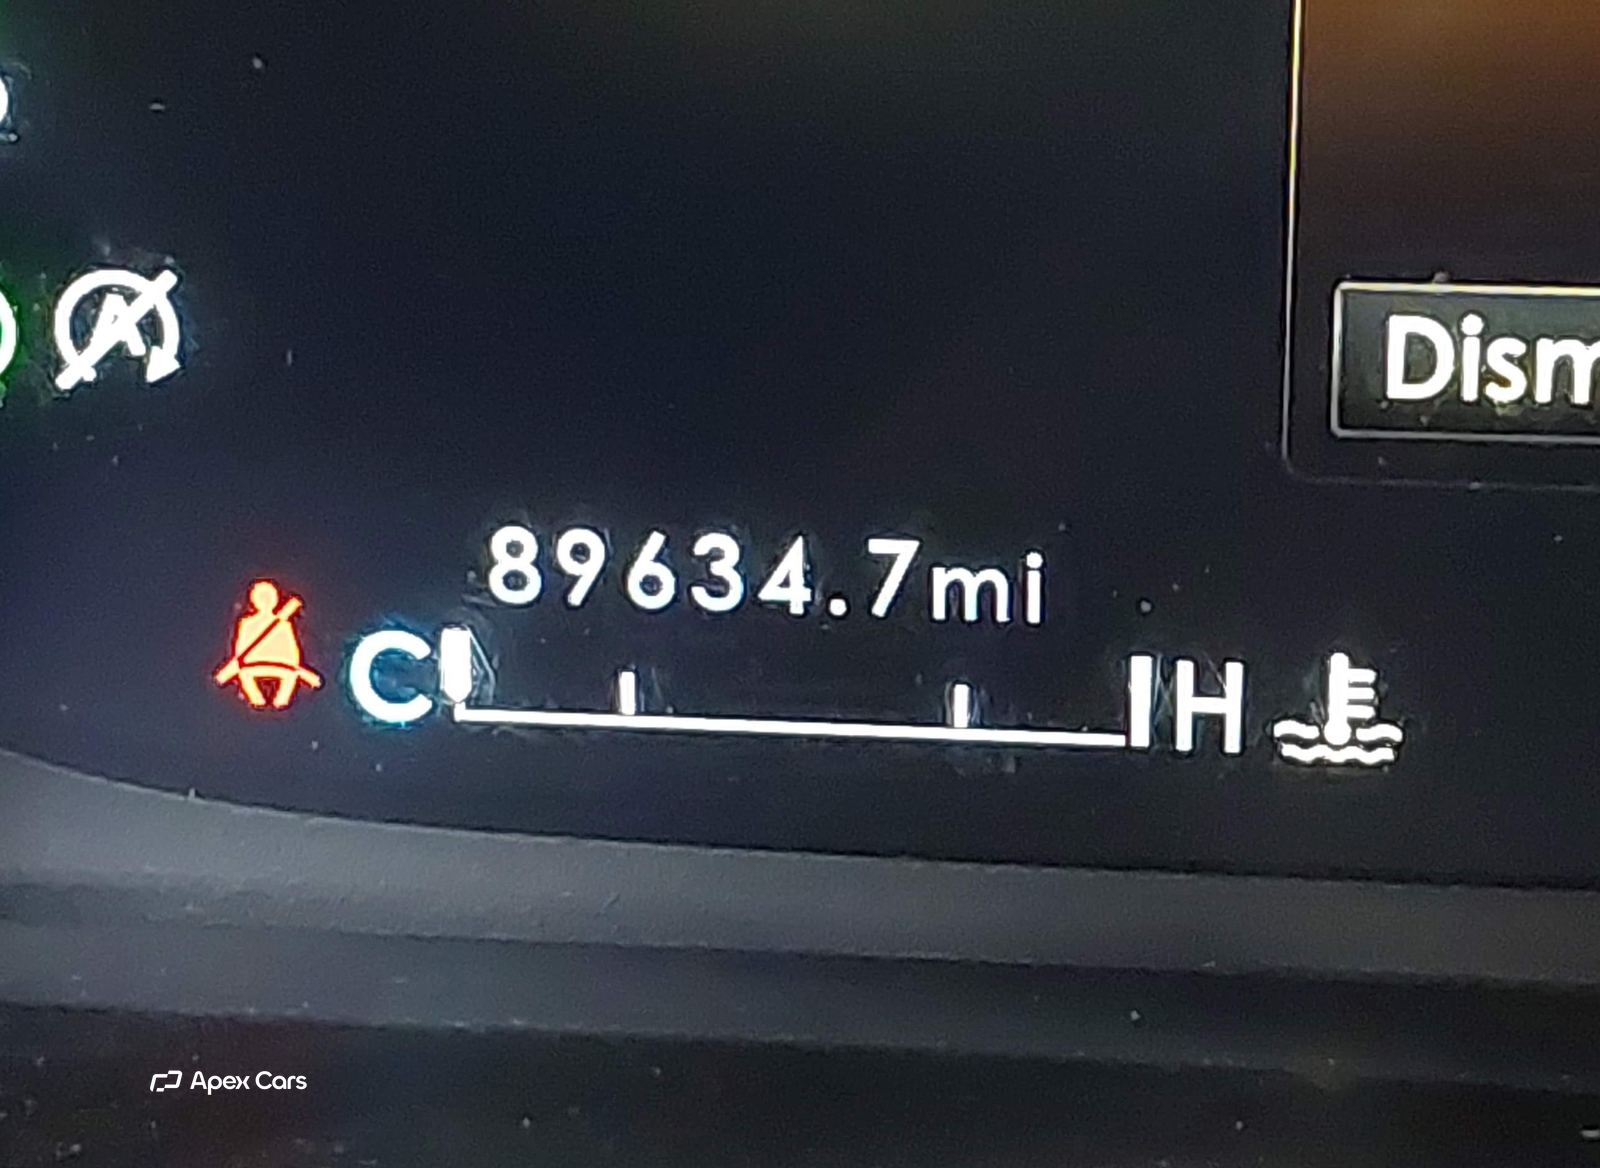 A
Dism
89634.7mi
C H
Apex Cars